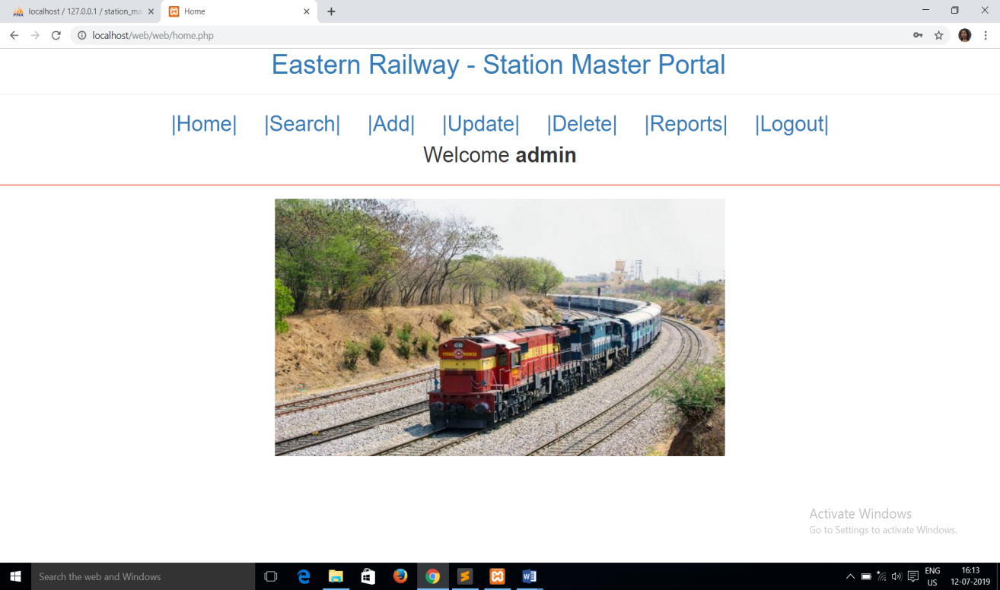 localhost / 127.0.0.1 / station_ma
Home
localhost/web/web/home.php
Eastern Railway - Station Master Portal
|Home| |Search| |Add| |Update| |Delete| |Reports| |Logout|
Welcome admin
Activate Windows
Go to Settings to activate Windows.
Search the web and Windows
ENG 16:13
US 12-07-2019